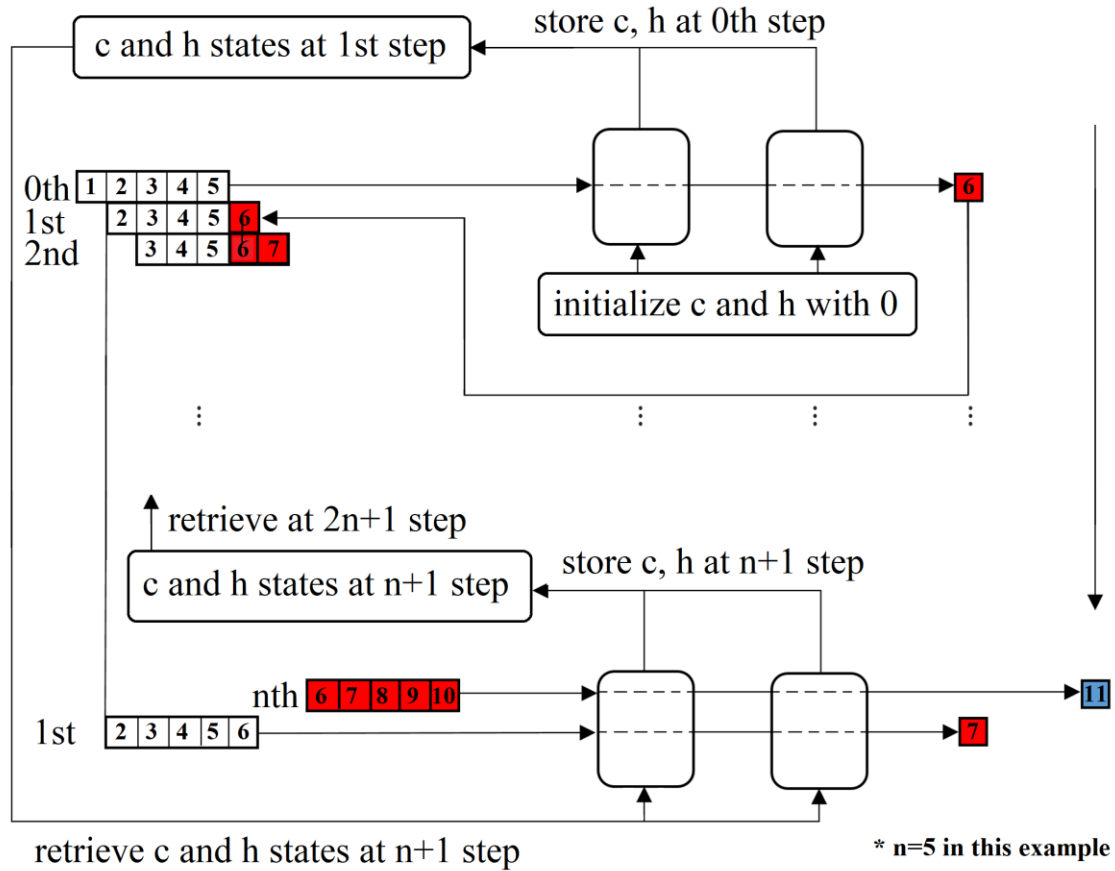 store c, h at 0th step
c and h states at 1st step
0th 1 2 3 4 5 6
1st 2 3 4 5 6
2nd 3 4 5 6 7
initialize c and h with 0
retrieve at 2n+1 step
c and h states at n+1 step
store c, h at n+1 step
nth 6 7 8 9 10 11
1st 2 3 4 5 6 7
retrieve c and h states at n+1 step
* n=5 in this example